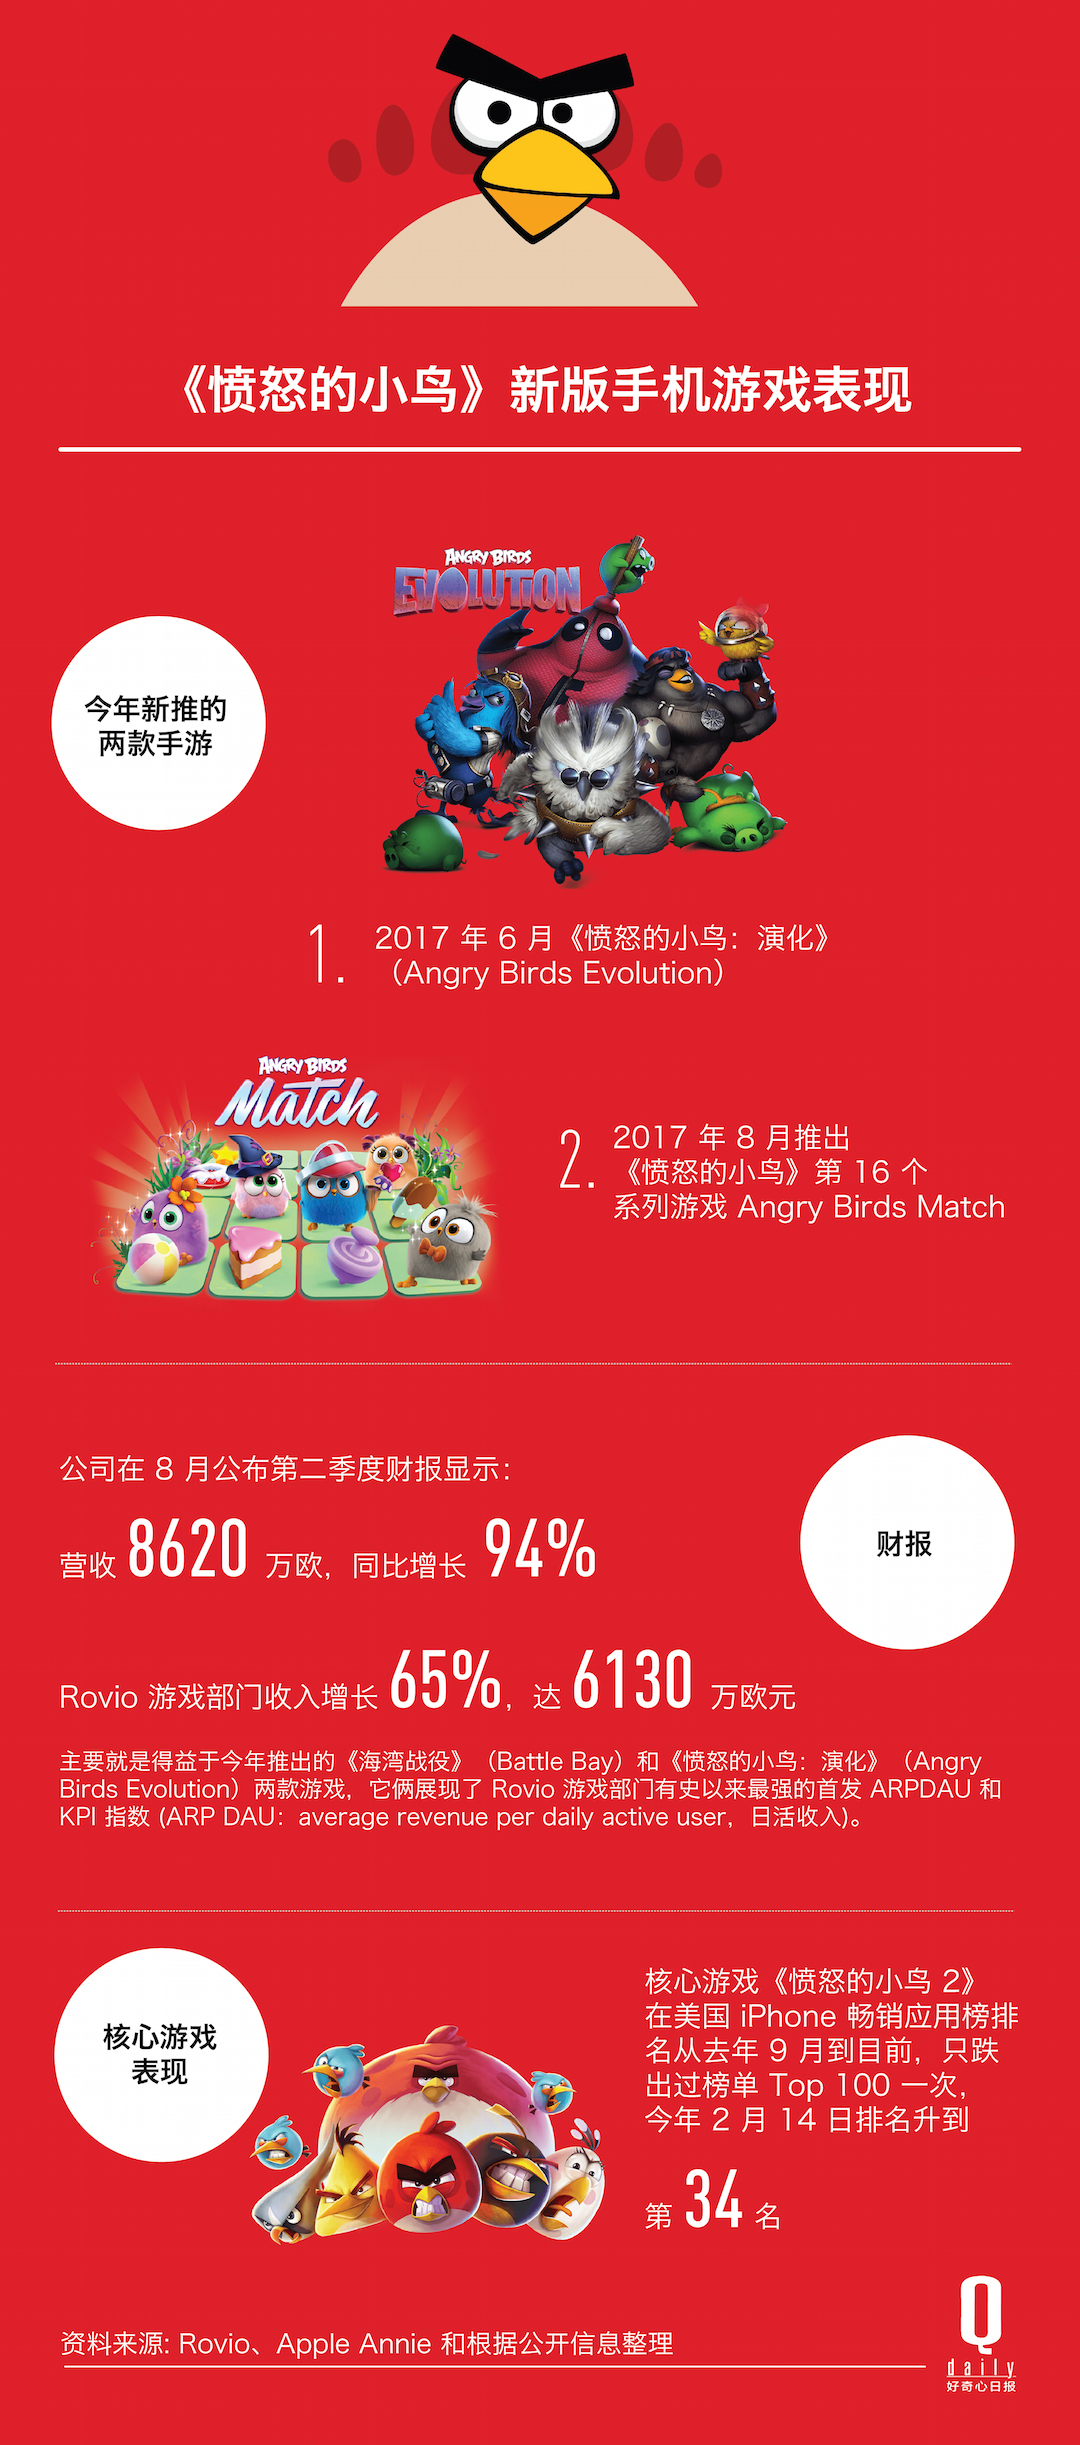 《愤怒的小鸟》新版手机游戏表现
ANGRY BIRDS
EVOLUTION
今年新推的
两款手游
1. 2017 年 6 月《愤怒的小鸟：演化》
（Angry Birds Evolution）
ANGRY BIRDS
Match
2. 2017 年 8 月推出
《愤怒的小鸟》第 16 个
系列游戏 Angry Birds Match
公司在 8 月公布第二季度财报显示：
营收 8620 万欧，同比增长 94%
财报
Rovio 游戏部门收入增长 65%，达 6130 万欧元
主要就是得益于今年推出的《海湾战役》（Battle Bay）和《愤怒的小鸟：演化》（Angry
Birds Evolution）两款游戏，它俩展现了 Rovio 游戏部门有史以来最强的首发 ARPDAU 和
KPI 指数 (ARP DAU：average revenue per daily active user，日活收入)。
核心游戏
表现
核心游戏《愤怒的小鸟 2》
在美国 iPhone 畅销应用榜排
名从去年 9 月到目前，只跌
出过榜单 Top 100 一次，
今年 2 月 14 日排名升到
第 34 名
资料来源: Rovio、Apple Annie 和根据公开信息整理
Q
daily
好奇心日报